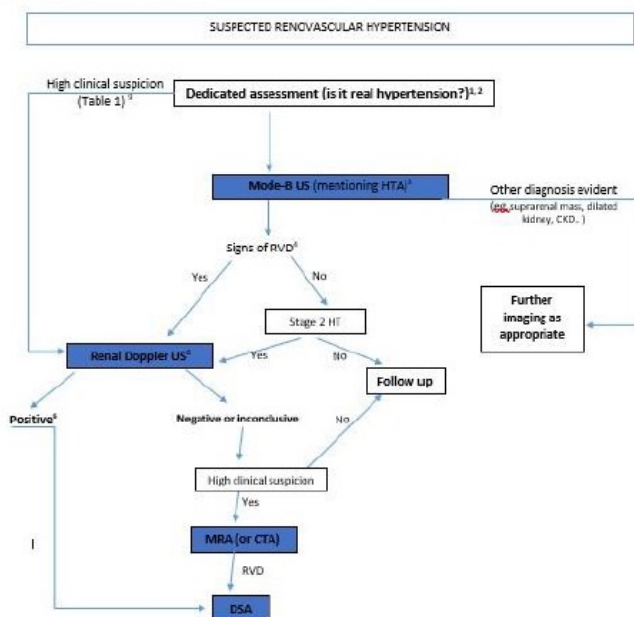 SUSPECTED RENOVASCULAR HYPERTENSION
High clinical suspicion
(Table 1)
Dedicated assessment (is it real hypertension?)1,2
Mode-B US (mentioning HTA)
Other diagnosis evident
(eg. suprarenal mass, dilated
kidney, CKD.. )
Signs of RVD
Yes
No
Further
imaging as
appropriate
Stage 2 HT
Renal Doppler US
Yes
No
Follow up
Positive
Negative or inconclusive
No
High clinical suspicion
Yes
MRA (or CTA)
RVD
DSA